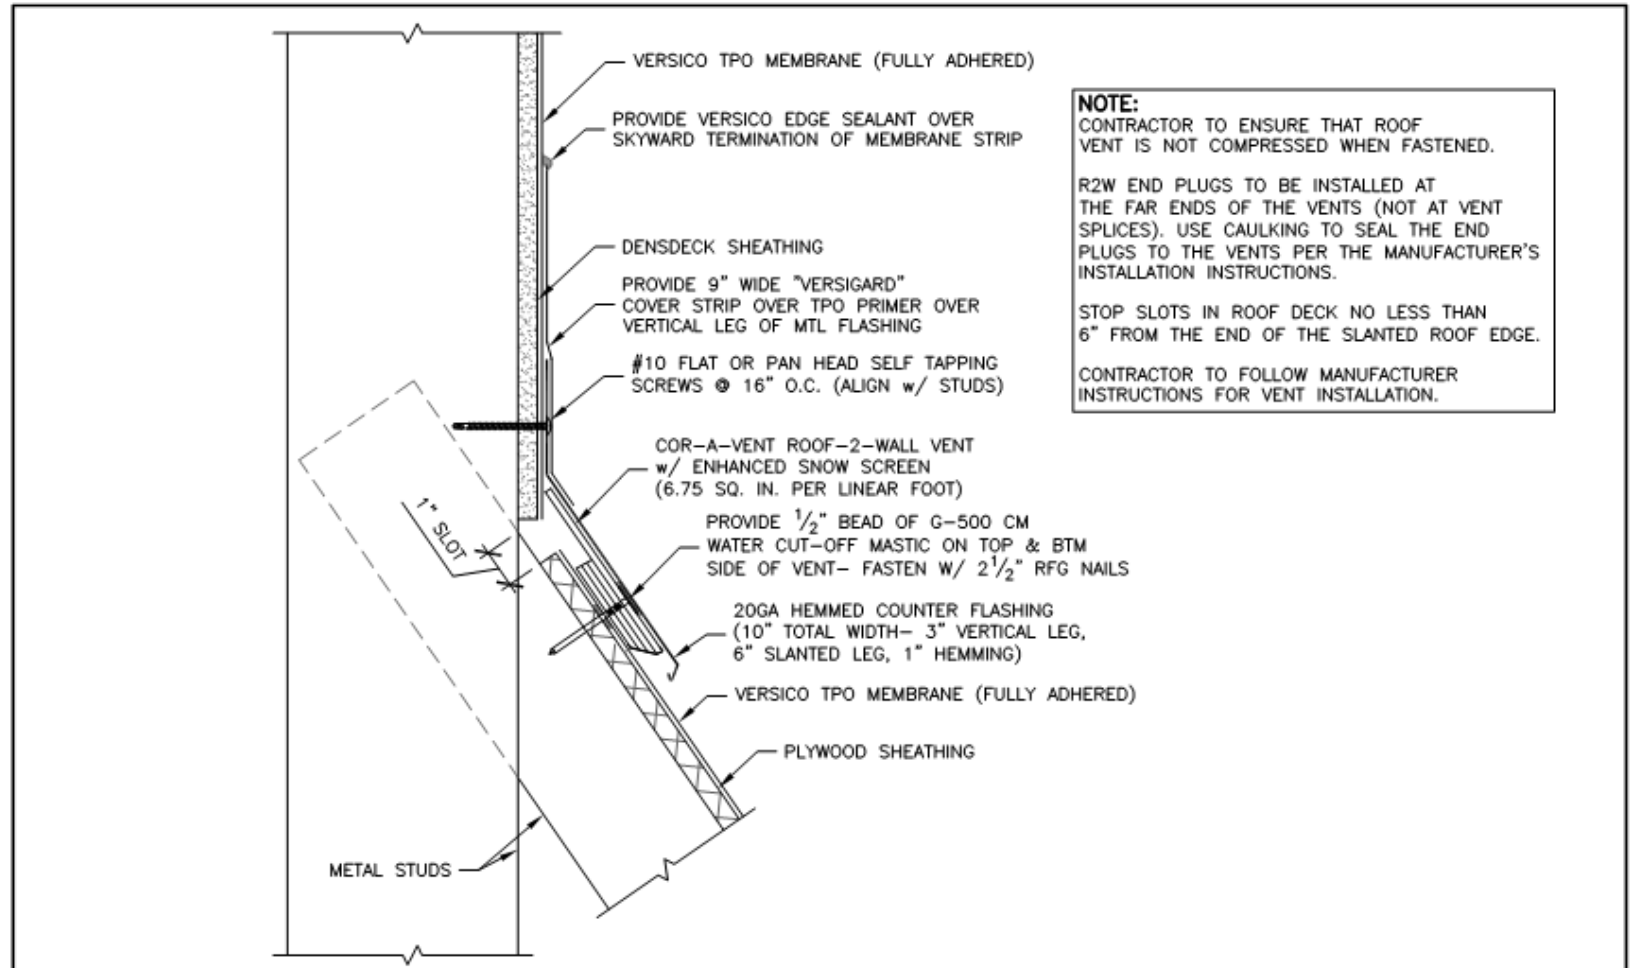 VERSICO TPO MEMBRANE (FULLY ADHERED)
PROVIDE VERSICO EDGE SEALANT OVER
SKYWARD TERMINATION OF MEMBRANE STRIP
DENSDECK SHEATHING
PROVIDE 9" WIDE "VERSIGARD"
COVER STRIP OVER TPO PRIMER OVER
VERTICAL LEG OF MTL FLASHING
#10 FLAT OR PAN HEAD SELF TAPPING
SCREWS @ 16" O.C. (ALIGN w/ STUDS)
COR-A-VENT ROOF-2-WALL VENT
w/ ENHANCED SNOW SCREEN
(6.75 SQ. IN. PER LINEAR FOOT)
1" SLOT
PROVIDE 1/2" BEAD OF G-500 CM
WATER CUT-OFF MASTIC ON TOP & BTM
SIDE OF VENT- FASTEN W/ 2 1/2" RFG NAILS
20GA HEMMED COUNTER FLASHING
(10" TOTAL WIDTH- 3" VERTICAL LEG,
6" SLANTED LEG, 1" HEMMING)
VERSICO TPO MEMBRANE (FULLY ADHERED)
PLYWOOD SHEATHING
METAL STUDS
NOTE:
CONTRACTOR TO ENSURE THAT ROOF
VENT IS NOT COMPRESSED WHEN FASTENED.
R2W END PLUGS TO BE INSTALLED AT
THE FAR ENDS OF THE VENTS (NOT AT VENT
SPLICES). USE CAULKING TO SEAL THE END
PLUGS TO THE VENTS PER THE MANUFACTURER'S
INSTALLATION INSTRUCTIONS.
STOP SLOTS IN ROOF DECK NO LESS THAN
6" FROM THE END OF THE SLANTED ROOF EDGE.
CONTRACTOR TO FOLLOW MANUFACTURER
INSTRUCTIONS FOR VENT INSTALLATION.